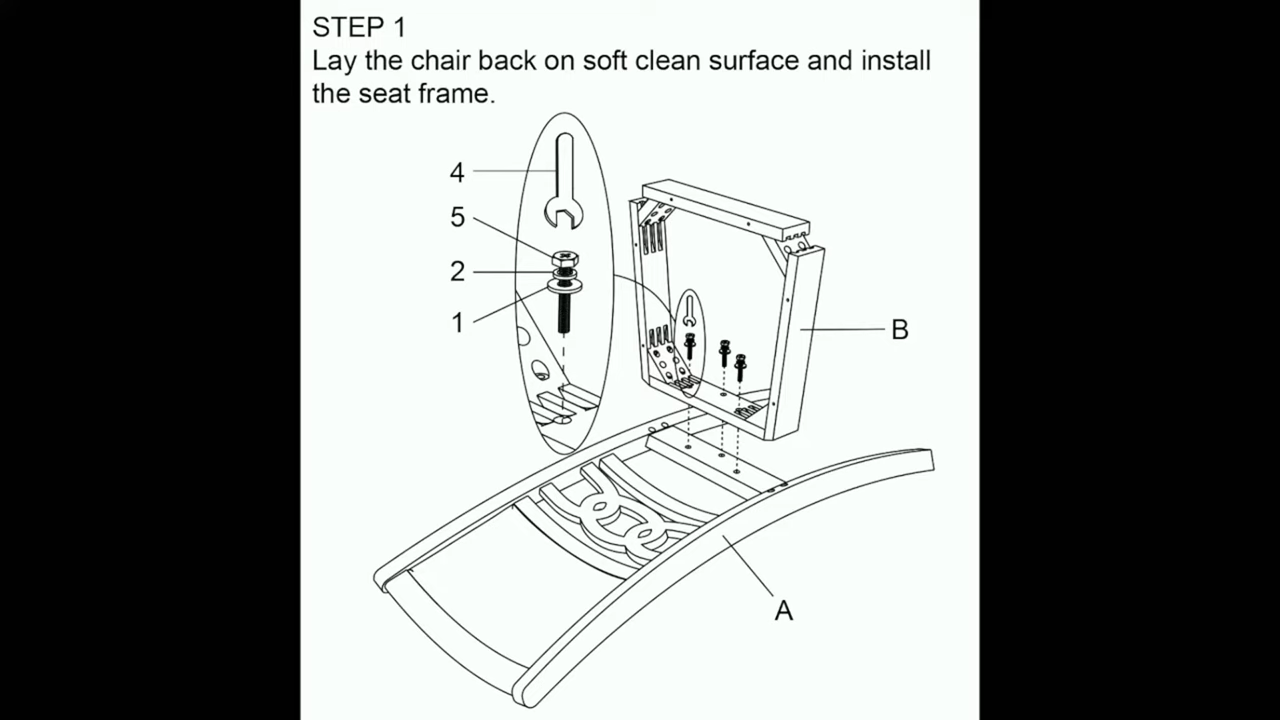 STEP 1
Lay the chair back on soft clean surface and install
the seat frame.
4
5
2
1
B
A